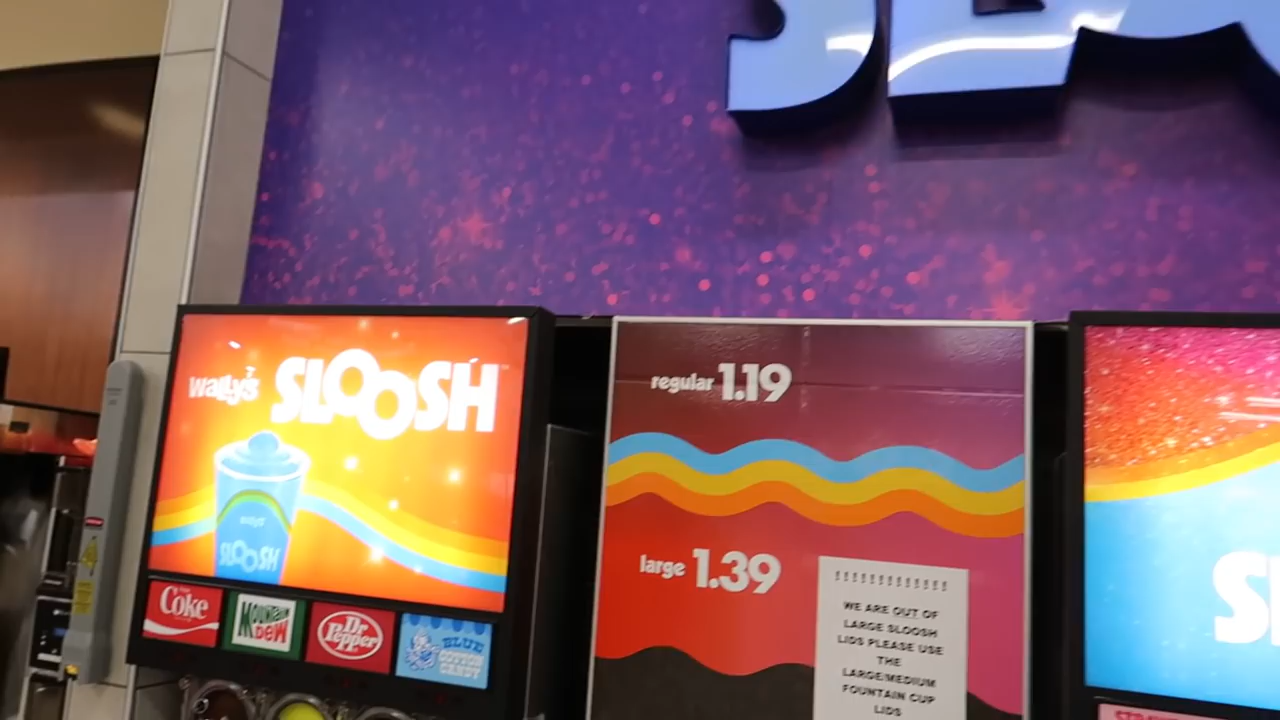 wally's SLOOSH
WALLY'S
SLOOSH
Coke
MOUNTAIN
DEW
Dr
Pepper
BLUE
COTTON
CANDY
regular 1.19
large 1.39
WE ARE OUT OF
LARGE SLOOSH
LIDS PLEASE USE
THE
LARGE/MEDIUM
FOUNTAIN CUP
LIDS